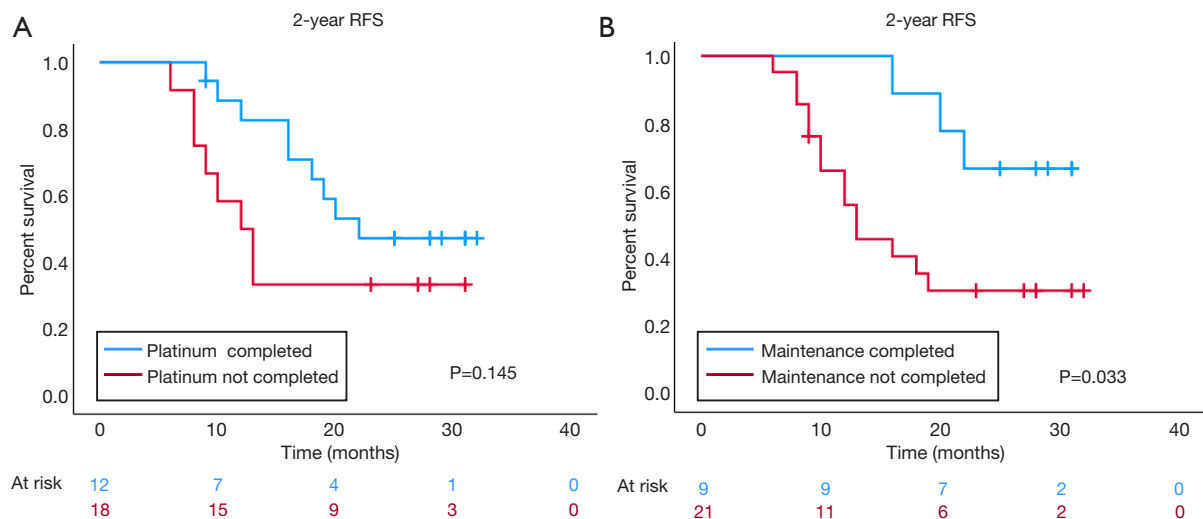 A
2-year RFS
Percent survival
1.0
0.8
0.6
0.4
0.2
0.0
Platinum completed
Platinum not completed
P=0.145
0 10 20 30 40
Time (months)
At risk
12 7 4 1 0
18 15 9 3 0
B
2-year RFS
Percent survival
1.0
0.8
0.6
0.4
0.2
0.0
Maintenance completed
Maintenance not completed
P=0.033
0 10 20 30 40
Time (months)
At risk
9 9 7 2 0
21 11 6 2 0